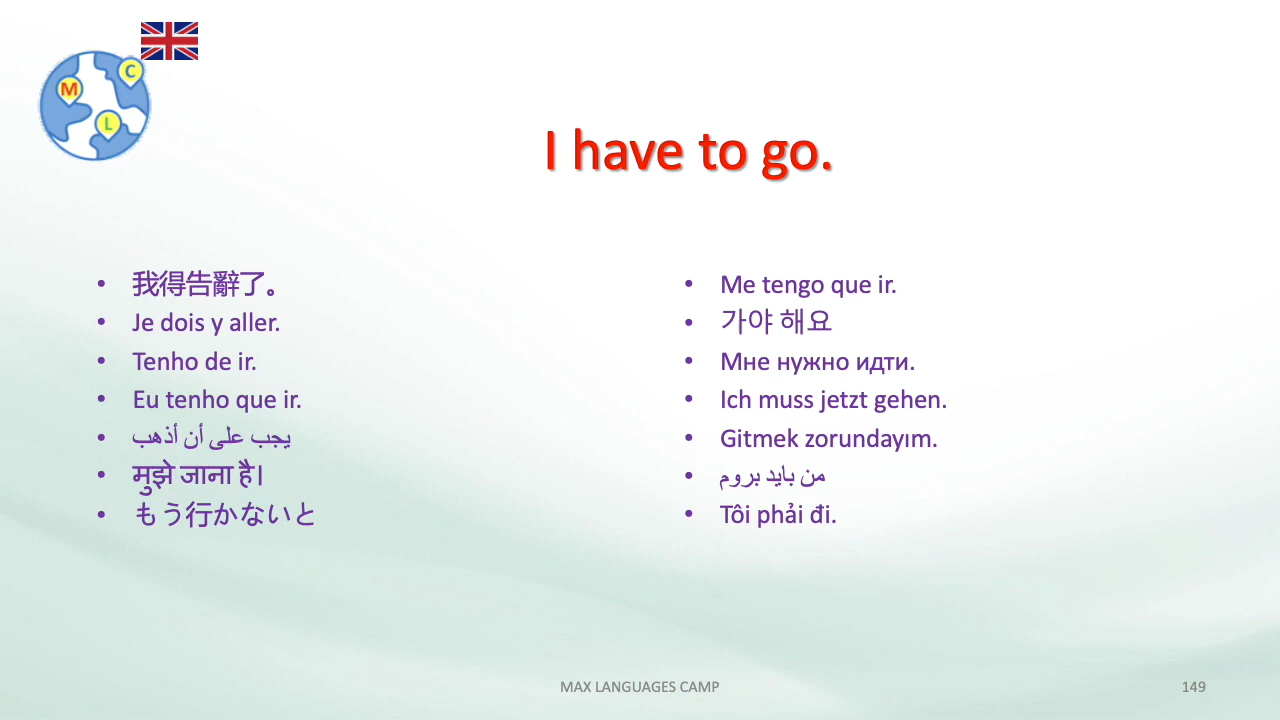 C
M
L
I have to go.
• 我得告辭了。
• Je dois y aller.
• Tenho de ir.
• Eu tenho que ir.
• يجب على أن أذهب
• मुझे जाना है।
• もう行かないと
• Me tengo que ir.
• 가야 해요
• Мне нужно идти.
• Ich muss jetzt gehen.
• Gitmek zorundayım.
• من باید بروم
• Tôi phải đi.
MAX LANGUAGES CAMP
149